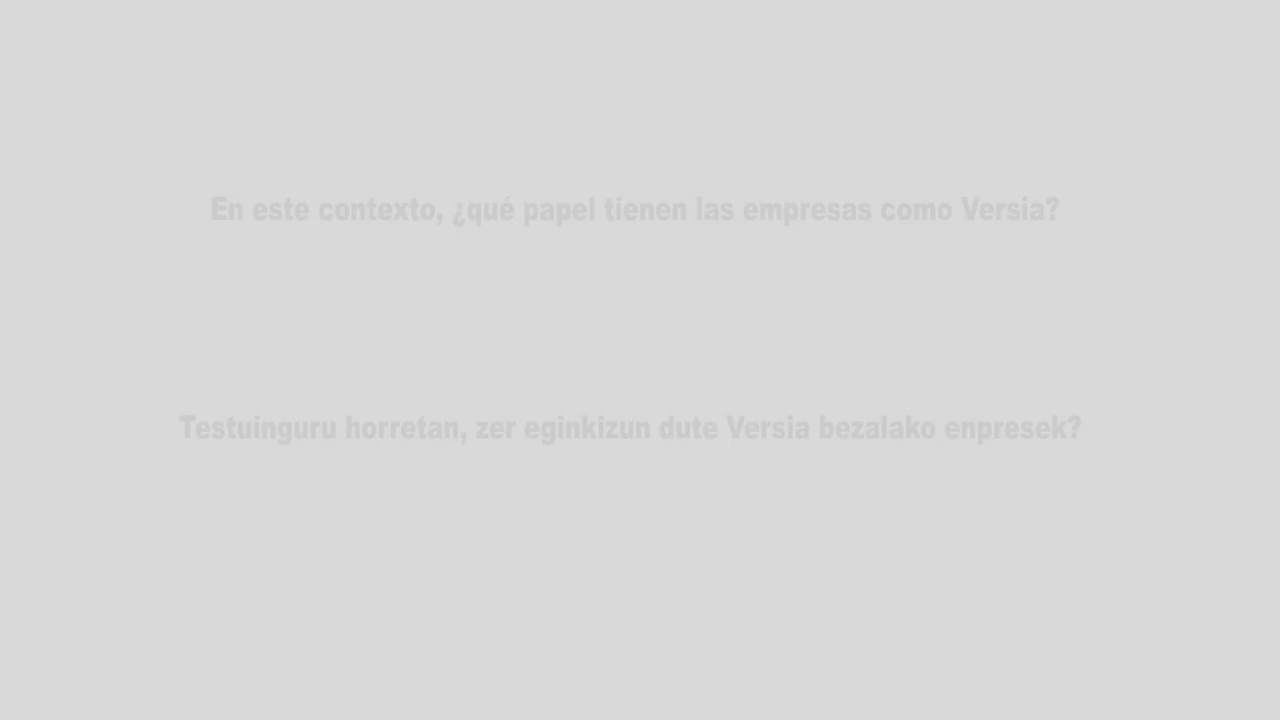 En este contexto, ¿qué papel tienen las empresas como Versia?
Testuinguru horretan, zer eginkizun dute Versia bezalako enpresek?